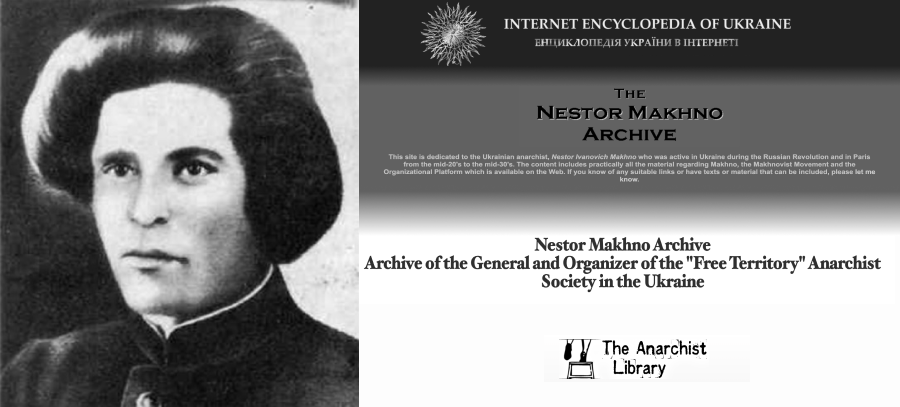 INTERNET ENCYCLOPEDIA OF UKRAINE
ЕНЦИКЛОПЕДІЯ УКРАЇНИ В ІНТЕРНЕТІ
THE
NESTOR MAKHNO
ARCHIVE
This site is dedicated to the Ukrainian anarchist, Nestor Ivanovich Makhno who was active in Ukraine during the Russian Revolution and in Paris
from the mid-20's to the mid-30's. The content includes practically all the material regarding Makhno, the Makhnovist Movement and the
Organizational Platform which is available on the Web. If you know of any suitable links or have texts or material that can be included, please let me
know.
Nestor Makhno Archive
Archive of the General and Organizer of the "Free Territory" Anarchist
Society in the Ukraine
The Anarchist
Library